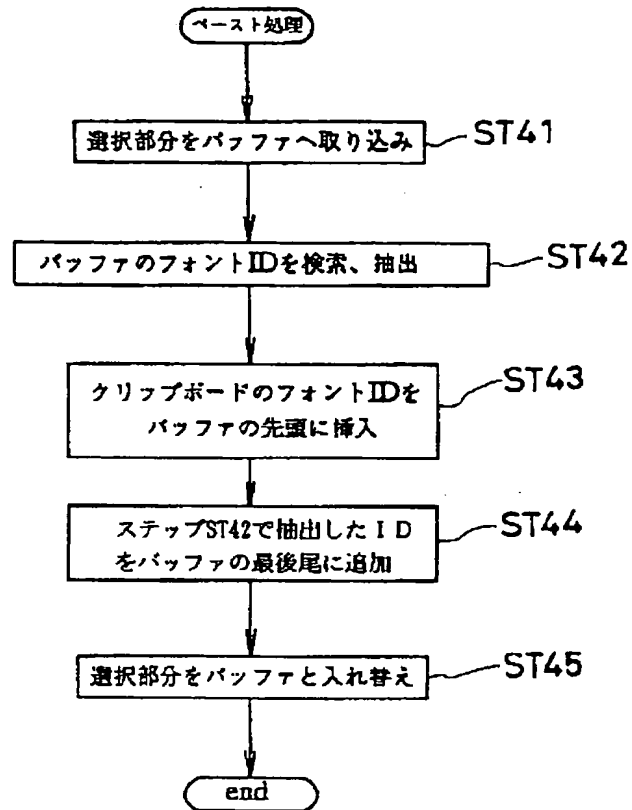 ペースト処理
選択部分をバッファへ取り込み
ST41
バッファのフォントIDを検索、抽出
ST42
クリップボードのフォントIDを
バッファの先頭に挿入
ST43
ステップST42で抽出したID
をバッファの最後尾に追加
ST44
選択部分をバッファと入れ替え
ST45
end